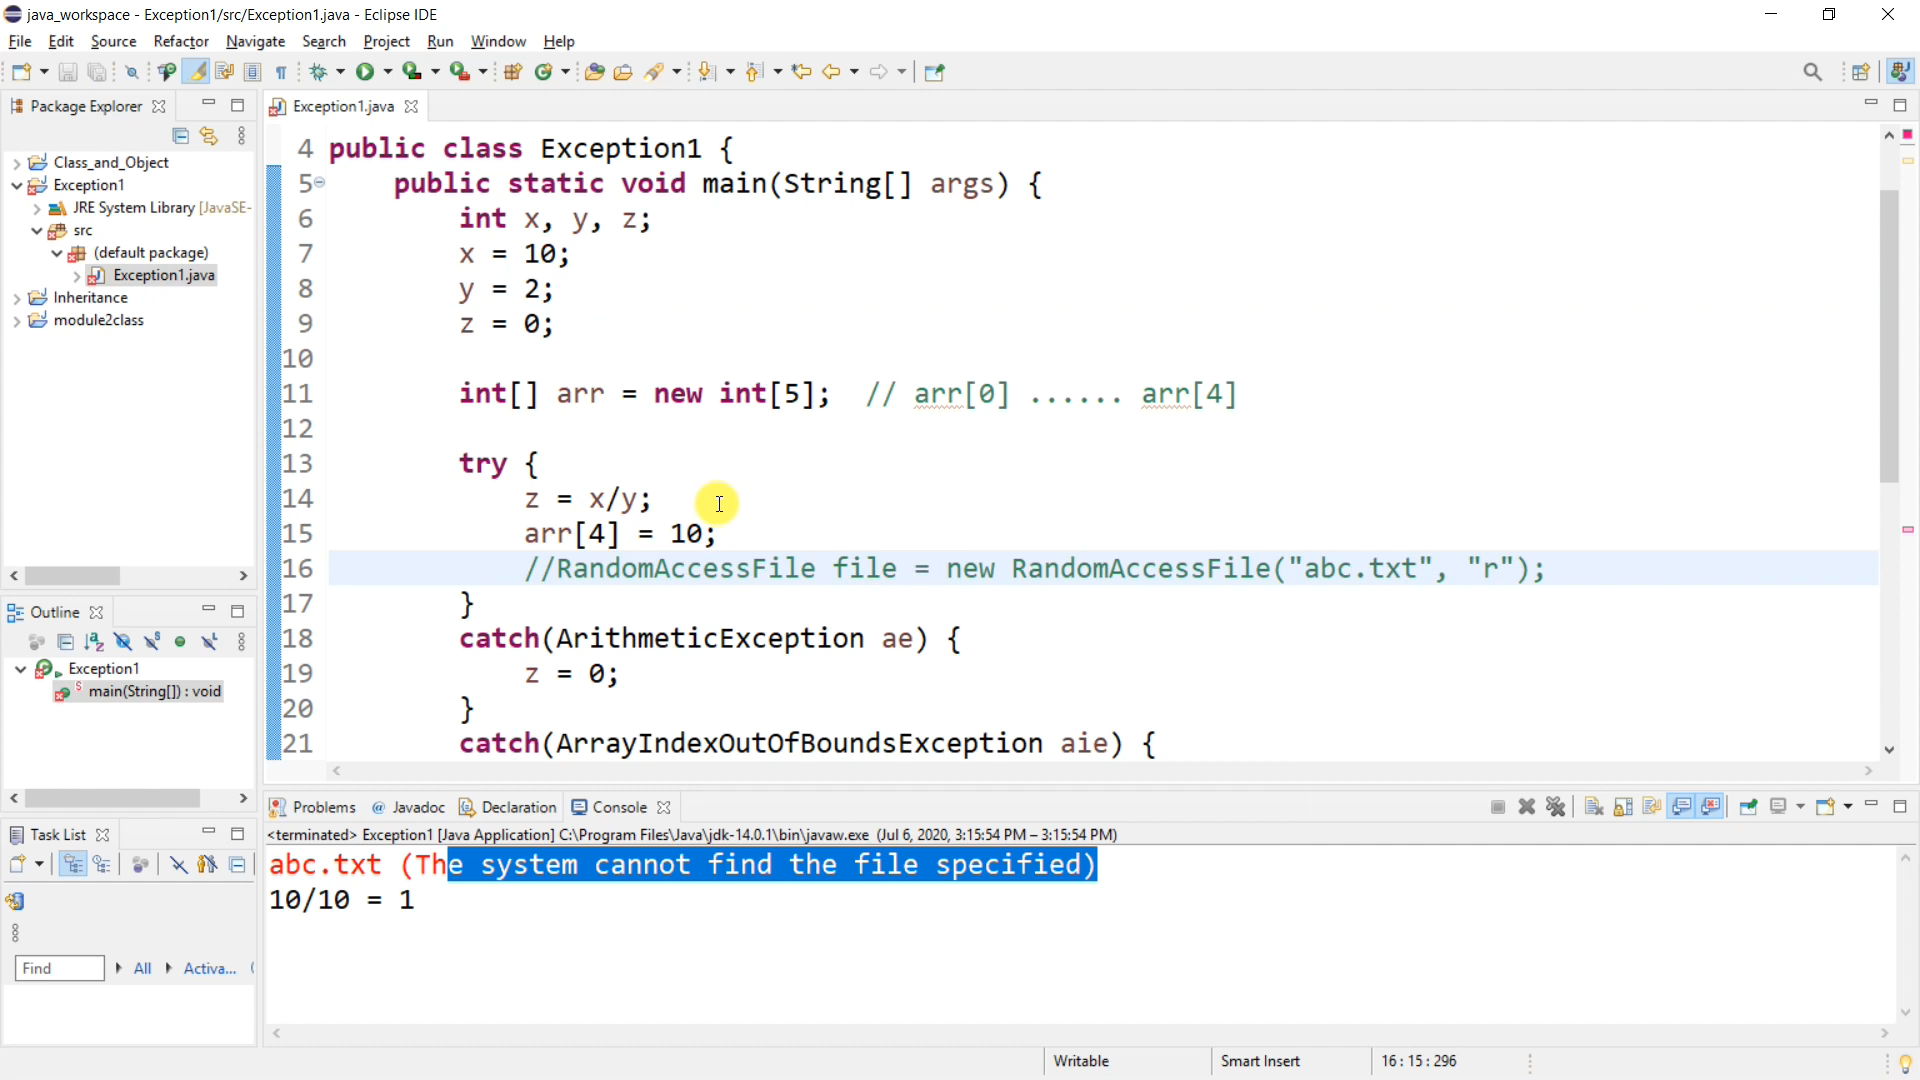 java_workspace - Exception1/src/Exception1.java - Eclipse IDE
File Edit Source Refactor Navigate Search Project Run Window Help
Package Explorer
Class_and_Object
Exception1
JRE System Library [JavaSE-
src
(default package)
Exception1.java
Inheritance
module2class
Outline
Exception1
main(String[]) : void
Task List
Find All Activa...
Exception1.java
4 public class Exception1 {
5 public static void main(String[] args) {
6 int x, y, z;
7 x = 10;
8 y = 2;
9 z = 0;
10
11 int[] arr = new int[5]; // arr[0] ...... arr[4]
12
13 try {
14 z = x/y;
15 arr[4] = 10;
16 //RandomAccessFile file = new RandomAccessFile("abc.txt", "r");
17 }
18 catch(ArithmeticException ae) {
19 z = 0;
20 }
21 catch(ArrayIndexOutOfBoundsException aie) {
Problems @ Javadoc Declaration Console
<terminated> Exception1 [Java Application] C:\Program Files\Java\jdk-14.0.1\bin\javaw.exe (Jul 6, 2020, 3:15:54 PM – 3:15:54 PM)
abc.txt (The system cannot find the file specified)
10/10 = 1
Writable Smart Insert 16 : 15 : 296